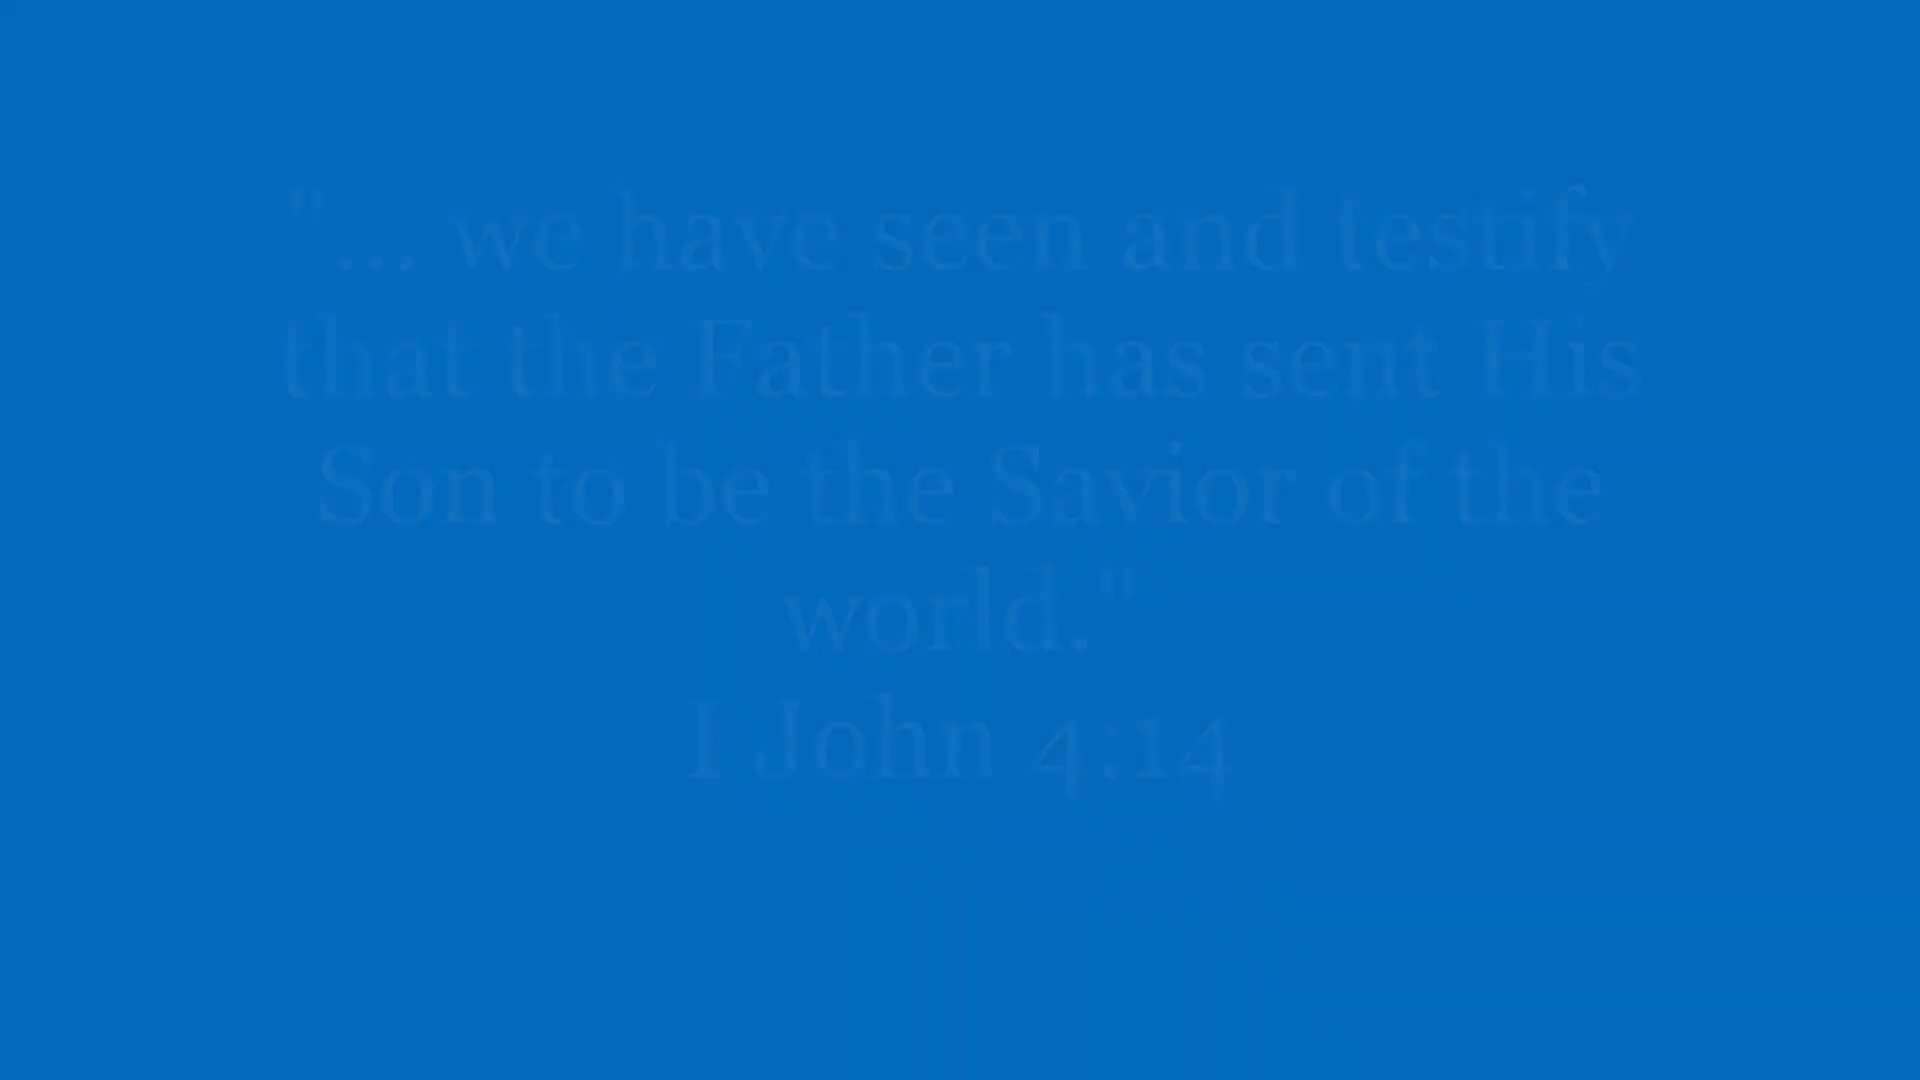 "... we have seen and testify
that the Father has sent His
Son to be the Savior of the
world."
I John 4:14